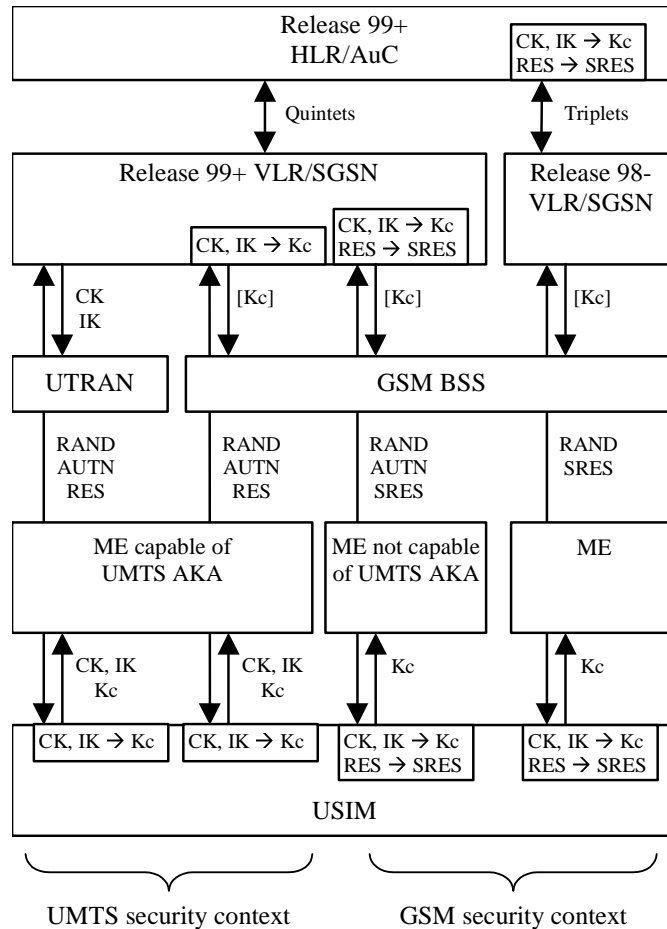 Release 99+
HLR/AuC
CK, IK → Kc
RES → SRES
Quintets
Triplets
Release 99+ VLR/SGSN
CK, IK → Kc
CK, IK → Kc
RES → SRES
Release 98-
VLR/SGSN
CK
IK
[Kc]
[Kc]
[Kc]
UTRAN
GSM BSS
RAND
AUTN
RES
RAND
AUTN
RES
RAND
AUTN
SRES
RAND
SRES
ME capable of
UMTS AKA
ME not capable
of UMTS AKA
ME
CK, IK
Kc
CK, IK
Kc
Kc
Kc
CK, IK → Kc
CK, IK → Kc
CK, IK → Kc
RES → SRES
CK, IK → Kc
RES → SRES
USIM
UMTS security context
GSM security context